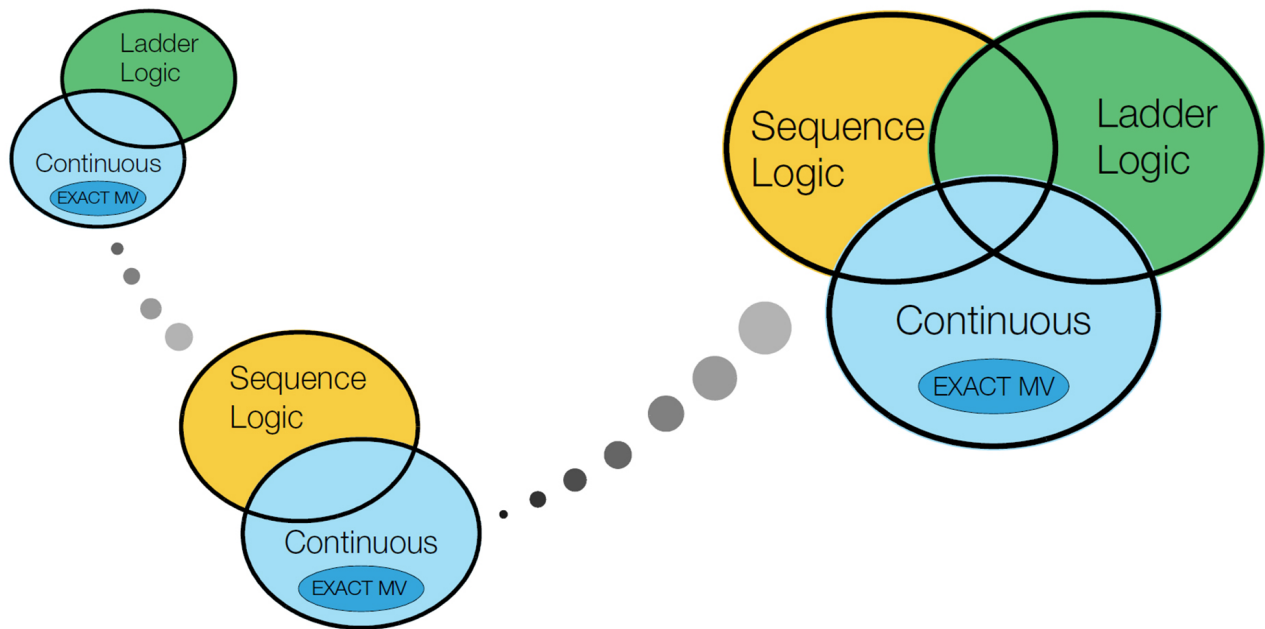 Ladder
Logic
Continuous
EXACT MV
Sequence
Logic
Continuous
EXACT MV
Sequence
Logic
Ladder
Logic
Continuous
EXACT MV